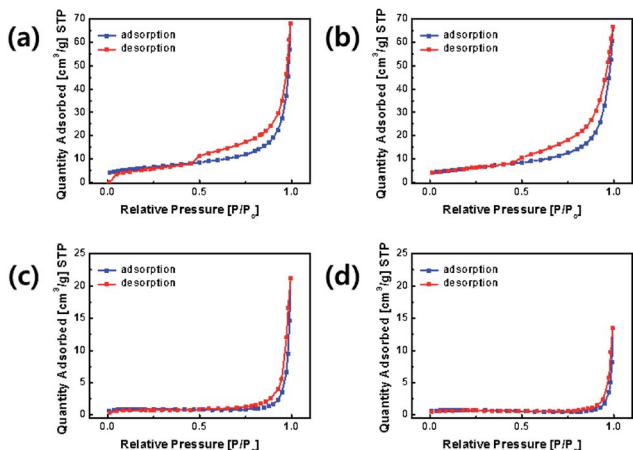 (a)
Quantity Adsorbed [cm³/g] STP
70
60
50
40
30
20
10
0
adsorption
desorption
0.0
0.5
1.0
Relative Pressure [P/P₀]
(b)
Quantity Adsorbed [cm³/g] STP
70
60
50
40
30
20
10
0
adsorption
desorption
0.0
0.5
1.0
Relative Pressure [P/P₀]
(c)
Quantity Adsorbed [cm³/g] STP
25
20
15
10
5
0
adsorption
desorption
0.0
0.5
1.0
Relative Pressure [P/P₀]
(d)
Quantity Adsorbed [cm³/g] STP
25
20
15
10
5
0
adsorption
desorption
0.0
0.5
1.0
Relative Pressure [P/P₀]